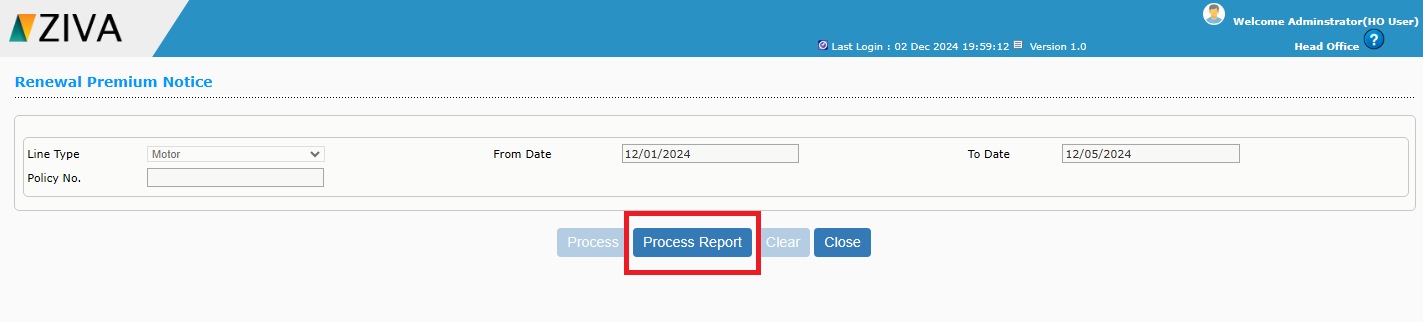 ZIVA
Welcome Adminstrator(HO User)
Last Login : 02 Dec 2024 19:59:12 Version 1.0
Head Office ?
Renewal Premium Notice
Line Type Motor From Date 12/01/2024 To Date 12/05/2024
Policy No.
Process Process Report Clear Close